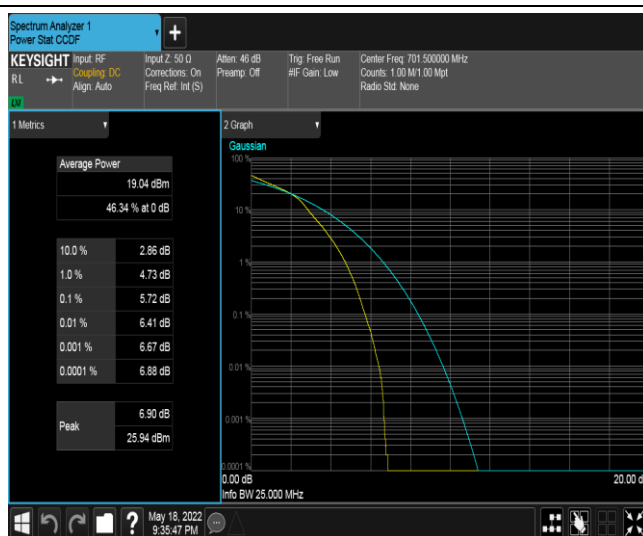 Spectrum Analyzer 1
Power Stat CCDF
+
KEYSIGHT
RL
Input: RF
Coupling: DC
Align: Auto
Input Z: 50 Ω
Corrections: On
Freq Ref: Int (S)
Atten: 46 dB
Preamp: Off
Trig: Free Run
#IF Gain: Low
Center Freq: 701.500000 MHz
Counts: 1.00 M/1.00 Mpt
Radio Std: None
1 Metrics
Average Power
19.04 dBm
46.34 % at 0 dB
10.0 % 2.86 dB
1.0 % 4.73 dB
0.1 % 5.72 dB
0.01 % 6.41 dB
0.001 % 6.67 dB
0.0001 % 6.88 dB
Peak
6.90 dB
25.94 dBm
2 Graph
Gaussian
100 %
10 %
1 %
0.1 %
0.01 %
0.001 %
0.0001 %
0.00 dB
20.00 d
Info BW 25.000 MHz
?
May 18, 2022
9:35:47 PM